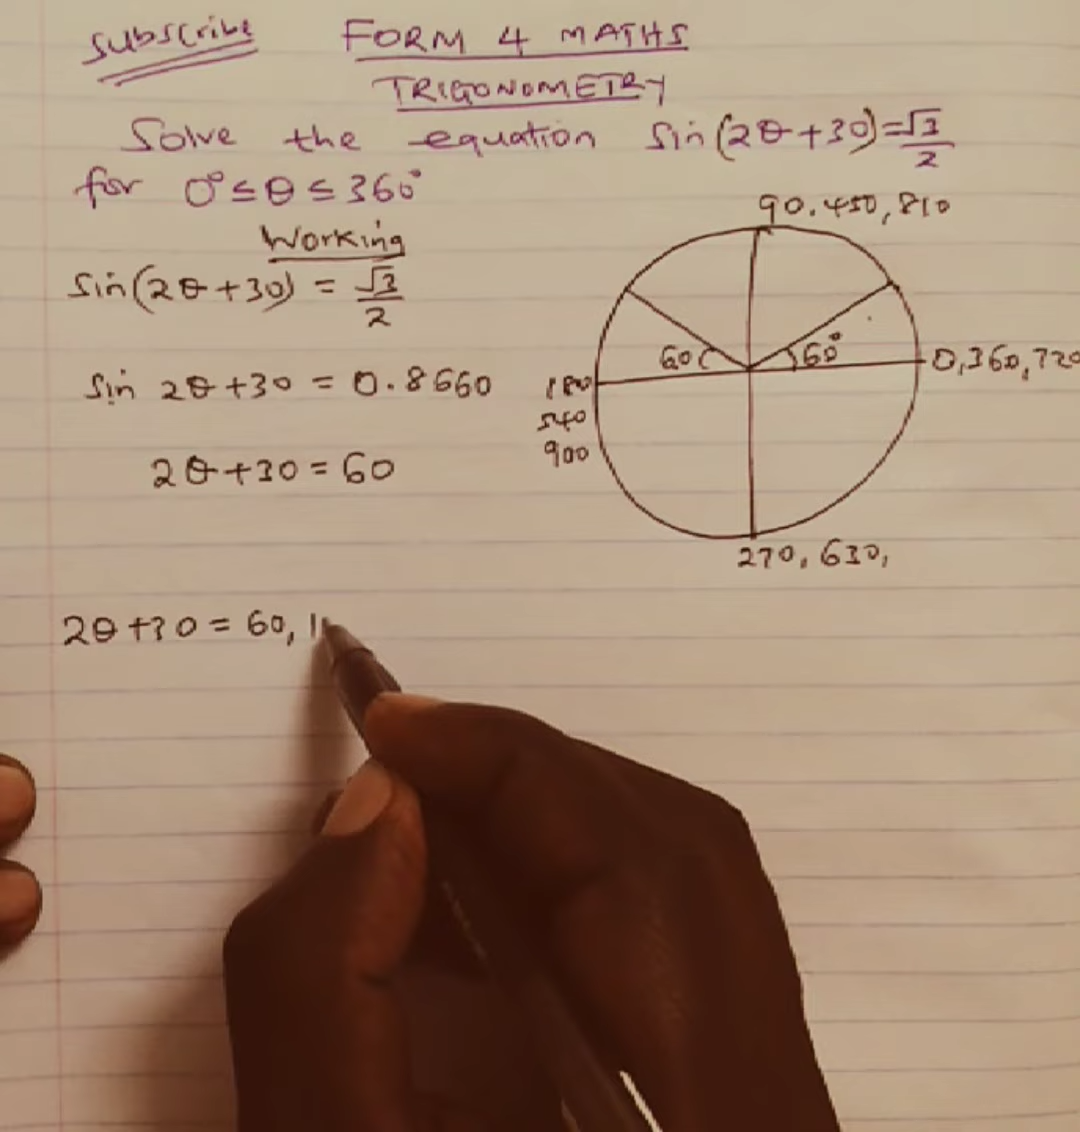 Subscribe FORM 4 MATHS
TRIGONOMETRY
Solve the equation Sin(2θ+30)=√3/2
for 0°≤θ≤360°
Working
Sin(2θ+30) = √3/2
Sin 2θ+30 = 0.8660
2θ+30 = 60
90.450,810
60 60°
0,360,720
180
540
900
270, 630,
2θ+30 = 60, 1